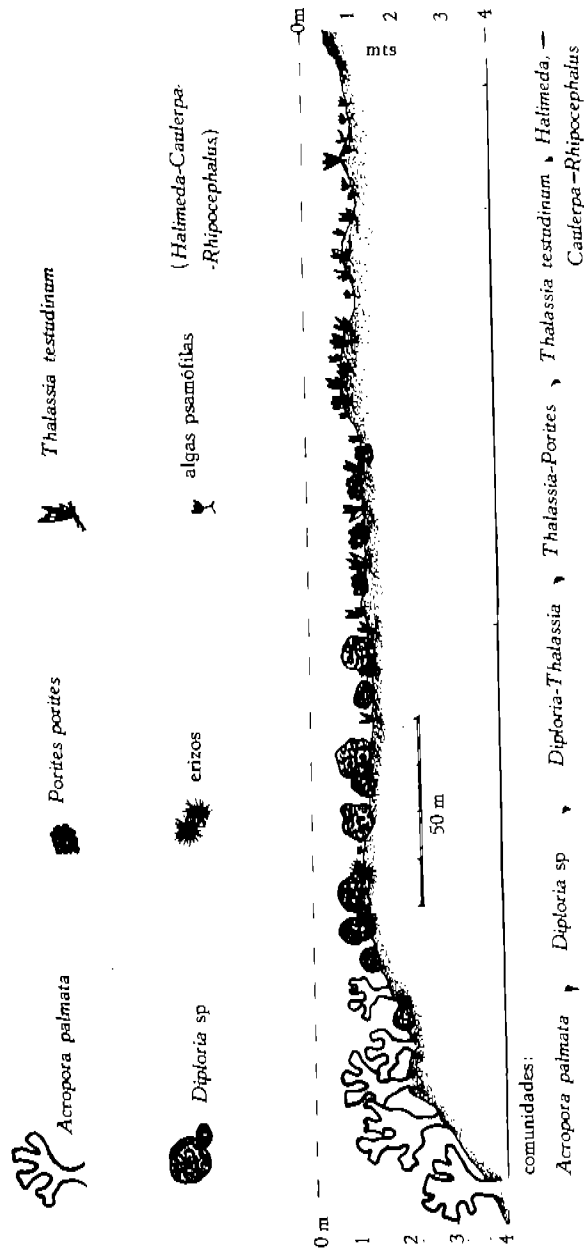 Acropora palmata
Porites porites
Thalassia testudinum
Diploria sp
erizos
algas psamófilas
(Halimeda-Caulerpa-
-Rhipocephalus)
0 m
1
2
3
4
0m
1
2
3
4
mts
50 m
comunidades:
Acropora palmata , Diploria sp , Diploria-Thalassia , Thalassia-Porites , Thalassia testudinum , Halimeda, -
Caulerpa-Rhipocephalus